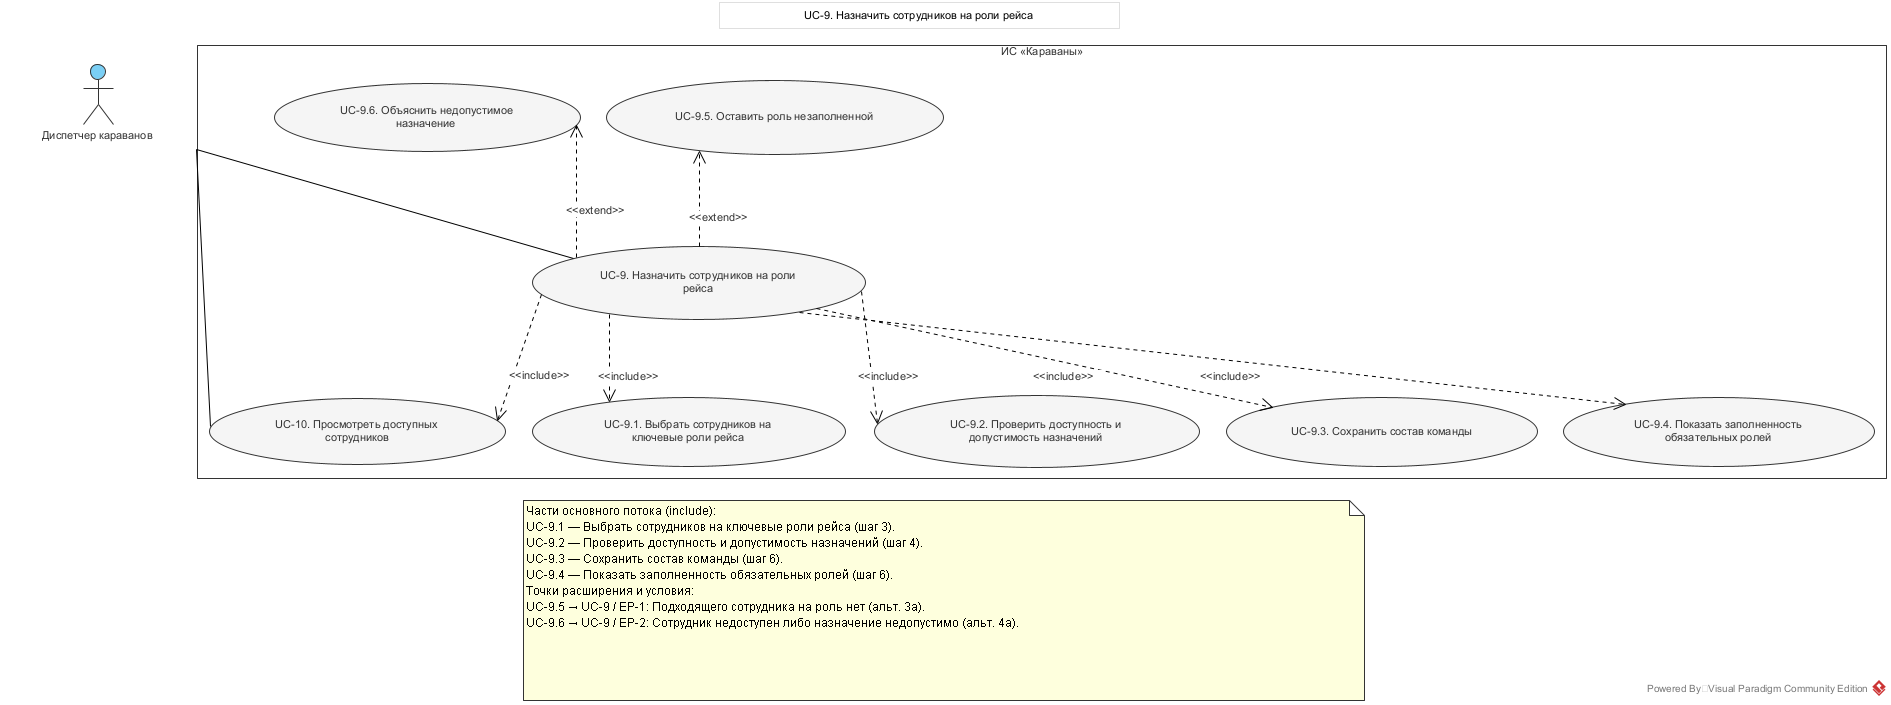 UC-9. Назначить сотрудников на роли рейса
ИС «Караваны»
Диспетчер караванов
UC-9.6. Объяснить недопустимое
назначение
UC-9.5. Оставить роль незаполненной
<<extend>>
<<extend>>
UC-9. Назначить сотрудников на роли
рейса
<<include>>
<<include>>
<<include>>
<<include>>
<<include>>
UC-10. Просмотреть доступных
сотрудников
UC-9.1. Выбрать сотрудников на
ключевые роли рейса
UC-9.2. Проверить доступность и
допустимость назначений
UC-9.3. Сохранить состав команды
UC-9.4. Показать заполненность
обязательных ролей
Части основного потока (include):
UC-9.1 — Выбрать сотрудников на ключевые роли рейса (шаг 3).
UC-9.2 — Проверить доступность и допустимость назначений (шаг 4).
UC-9.3 — Сохранить состав команды (шаг 6).
UC-9.4 — Показать заполненность обязательных ролей (шаг 6).
Точки расширения и условия:
UC-9.5 → UC-9 / EP-1: Подходящего сотрудника на роль нет (альт. 3а).
UC-9.6 → UC-9 / EP-2: Сотрудник недоступен либо назначение недопустимо (альт. 4а).
Powered By Visual Paradigm Community Edition